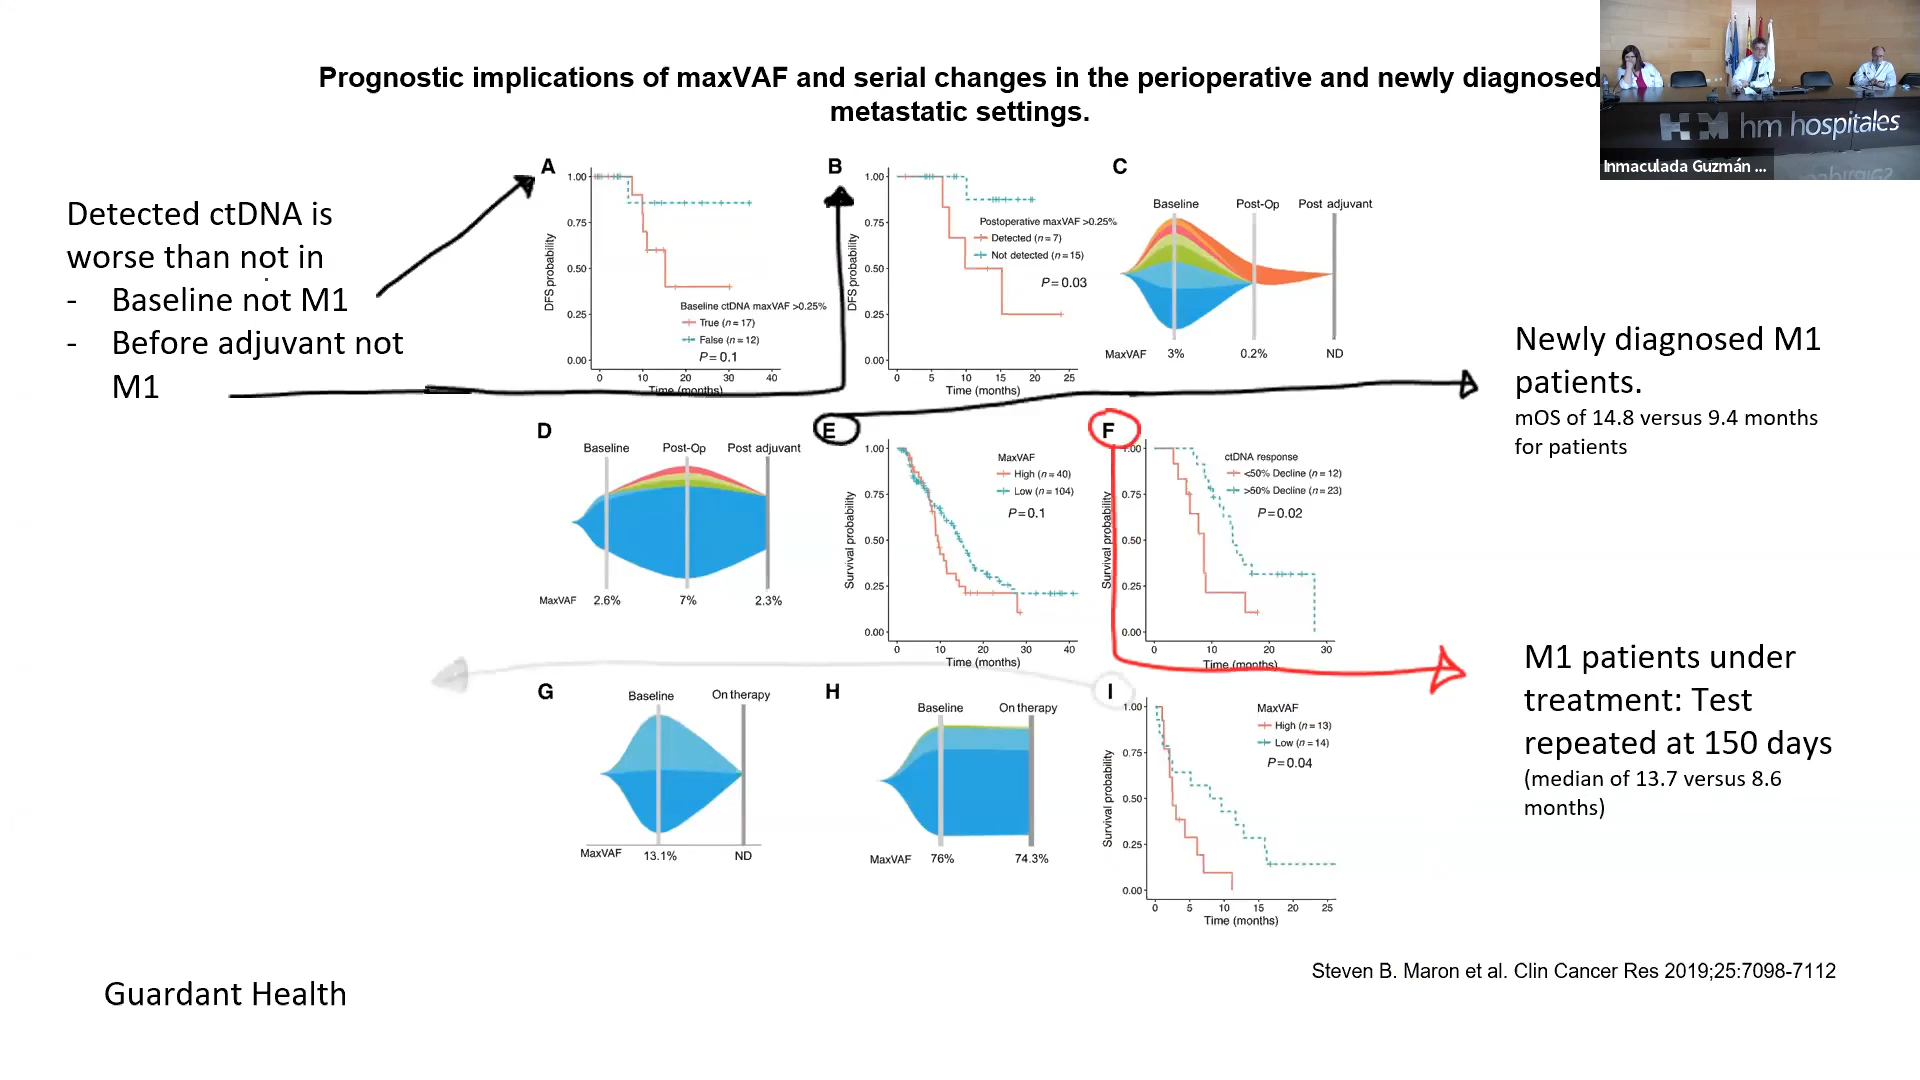 Prognostic implications of maxVAF and serial changes in the perioperative and newly diagnosed
metastatic settings.
hm hospitales
Inmaculada Guzmán ...
Detected ctDNA is
worse than not in
- Baseline not M1
- Before adjuvant not
M1
A
DFS probability
1.00
0.75
0.50
0.25
0.00
Baseline ctDNA maxVAF >0.25%
True (n = 17)
False (n = 12)
P = 0.1
0 10 20 30 40
Time (months)
B
DFS probability
1.00
0.75
0.50
0.25
0.00
Postoperative maxVAF >0.25%
Detected (n = 7)
Not detected (n = 15)
P = 0.03
0 5 10 15 20 25
Time (months)
C
Baseline Post-Op Post adjuvant
MaxVAF 3% 0.2% ND
Newly diagnosed M1
patients.
mOS of 14.8 versus 9.4 months
for patients
D
Baseline Post-Op Post adjuvant
MaxVAF 2.6% 7% 2.3%
E
Survival probability
1.00
0.75
0.50
0.25
0.00
MaxVAF
High (n = 40)
Low (n = 104)
P = 0.1
0 10 20 30 40
Time (months)
F
Survival probability
1.00
0.75
0.50
0.25
0.00
ctDNA response
<50% Decline (n = 12)
>50% Decline (n = 23)
P = 0.02
0 10 20 30
Time (months)
M1 patients under
treatment: Test
repeated at 150 days
(median of 13.7 versus 8.6
months)
G
Baseline On therapy
MaxVAF 13.1% ND
H
Baseline On therapy
MaxVAF 76% 74.3%
I
Survival probability
1.00
0.75
0.50
0.25
0.00
MaxVAF
High (n = 13)
Low (n = 14)
P = 0.04
0 5 10 15 20 25
Time (months)
Steven B. Maron et al. Clin Cancer Res 2019;25:7098-7112
Guardant Health